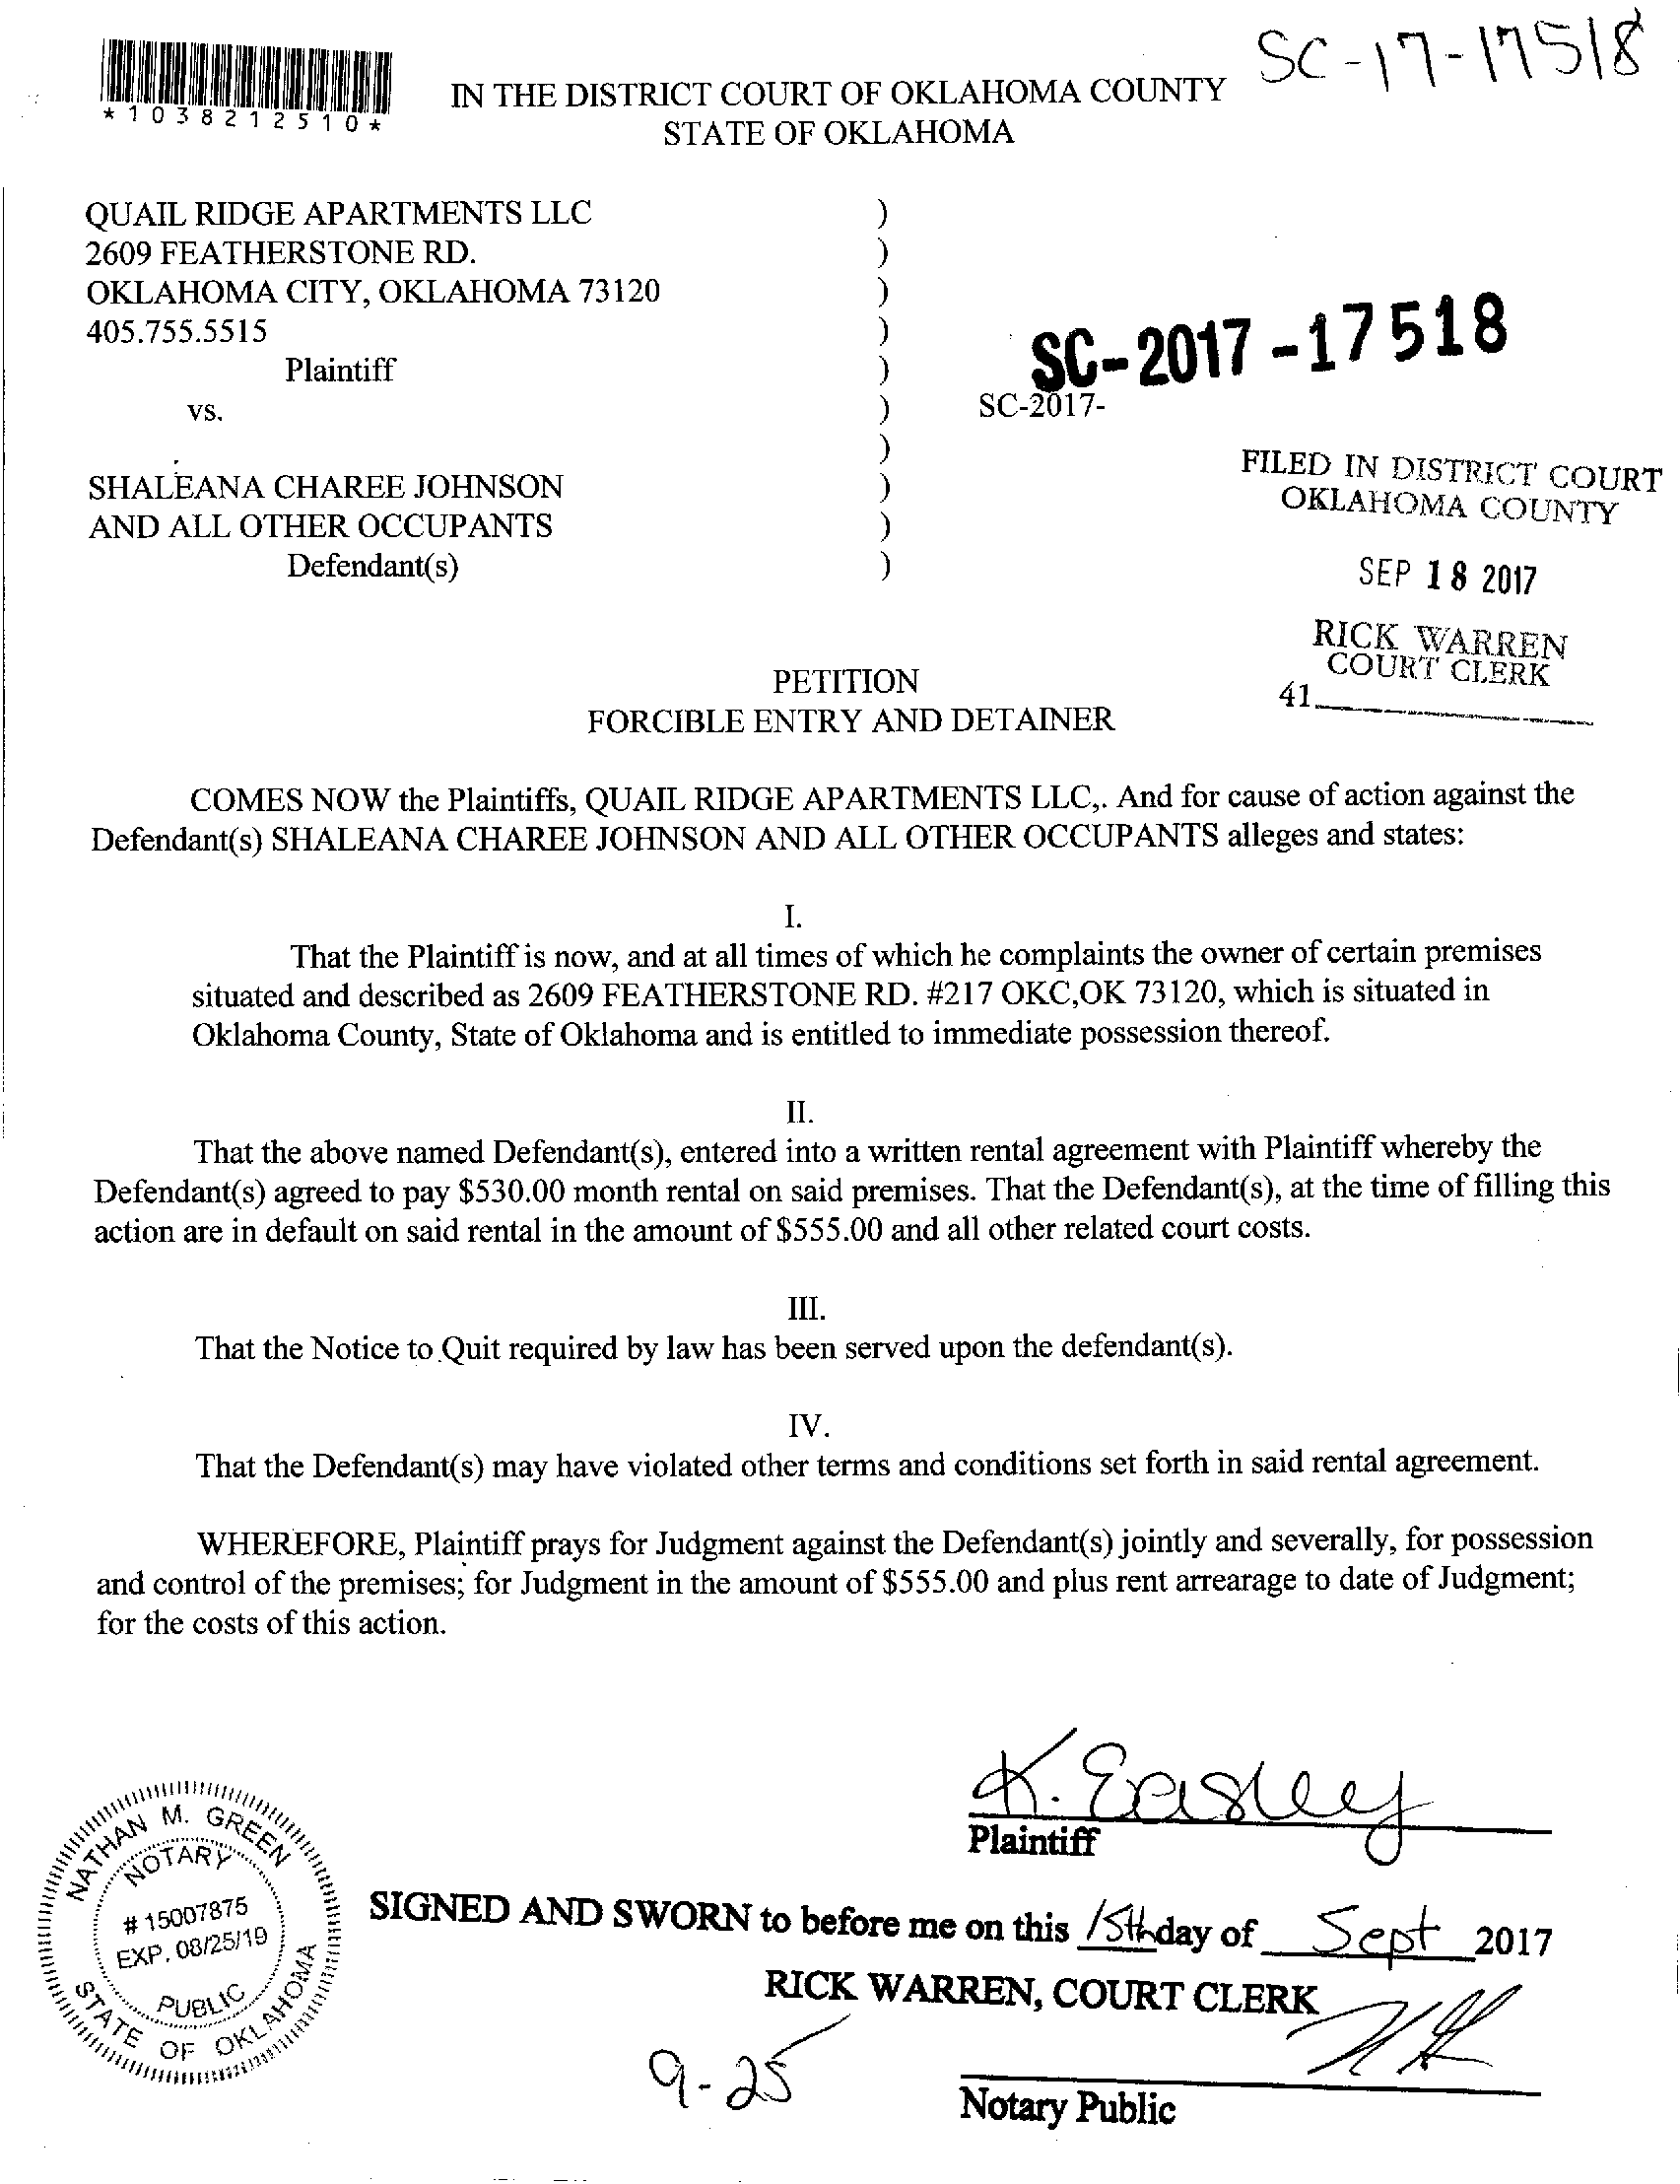 SC-17-17518
*1038212510*
IN THE DISTRICT COURT OF OKLAHOMA COUNTY
STATE OF OKLAHOMA
QUAIL RIDGE APARTMENTS LLC )
2609 FEATHERSTONE RD. )
OKLAHOMA CITY, OKLAHOMA 73120 )
405.755.5515 )
Plaintiff )
SC-2017-17518
vs. ) SC-2017-
)
SHALEANA CHAREE JOHNSON )
AND ALL OTHER OCCUPANTS )
Defendant(s) )
FILED IN DISTRICT COURT
OKLAHOMA COUNTY
SEP 18 2017
RICK WARREN
COURT CLERK
41
PETITION
FORCIBLE ENTRY AND DETAINER
COMES NOW the Plaintiffs, QUAIL RIDGE APARTMENTS LLC,. And for cause of action against the
Defendant(s) SHALEANA CHAREE JOHNSON AND ALL OTHER OCCUPANTS alleges and states:
I.
That the Plaintiff is now, and at all times of which he complaints the owner of certain premises
situated and described as 2609 FEATHERSTONE RD. #217 OKC,OK 73120, which is situated in
Oklahoma County, State of Oklahoma and is entitled to immediate possession thereof.
II.
That the above named Defendant(s), entered into a written rental agreement with Plaintiff whereby the
Defendant(s) agreed to pay $530.00 month rental on said premises. That the Defendant(s), at the time of filling this
action are in default on said rental in the amount of $555.00 and all other related court costs.
III.
That the Notice to Quit required by law has been served upon the defendant(s).
IV.
That the Defendant(s) may have violated other terms and conditions set forth in said rental agreement.
WHEREFORE, Plaintiff prays for Judgment against the Defendant(s) jointly and severally, for possession
and control of the premises; for Judgment in the amount of $555.00 and plus rent arrearage to date of Judgment;
for the costs of this action.
K. Easley
Plaintiff
NATHAN M. GREEN
NOTARY
# 15007875
EXP. 08/25/19
PUBLIC
STATE OF OKLAHOMA
SIGNED AND SWORN to before me on this 15th day of Sept 2017
RICK WARREN, COURT CLERK
9-25
Notary Public